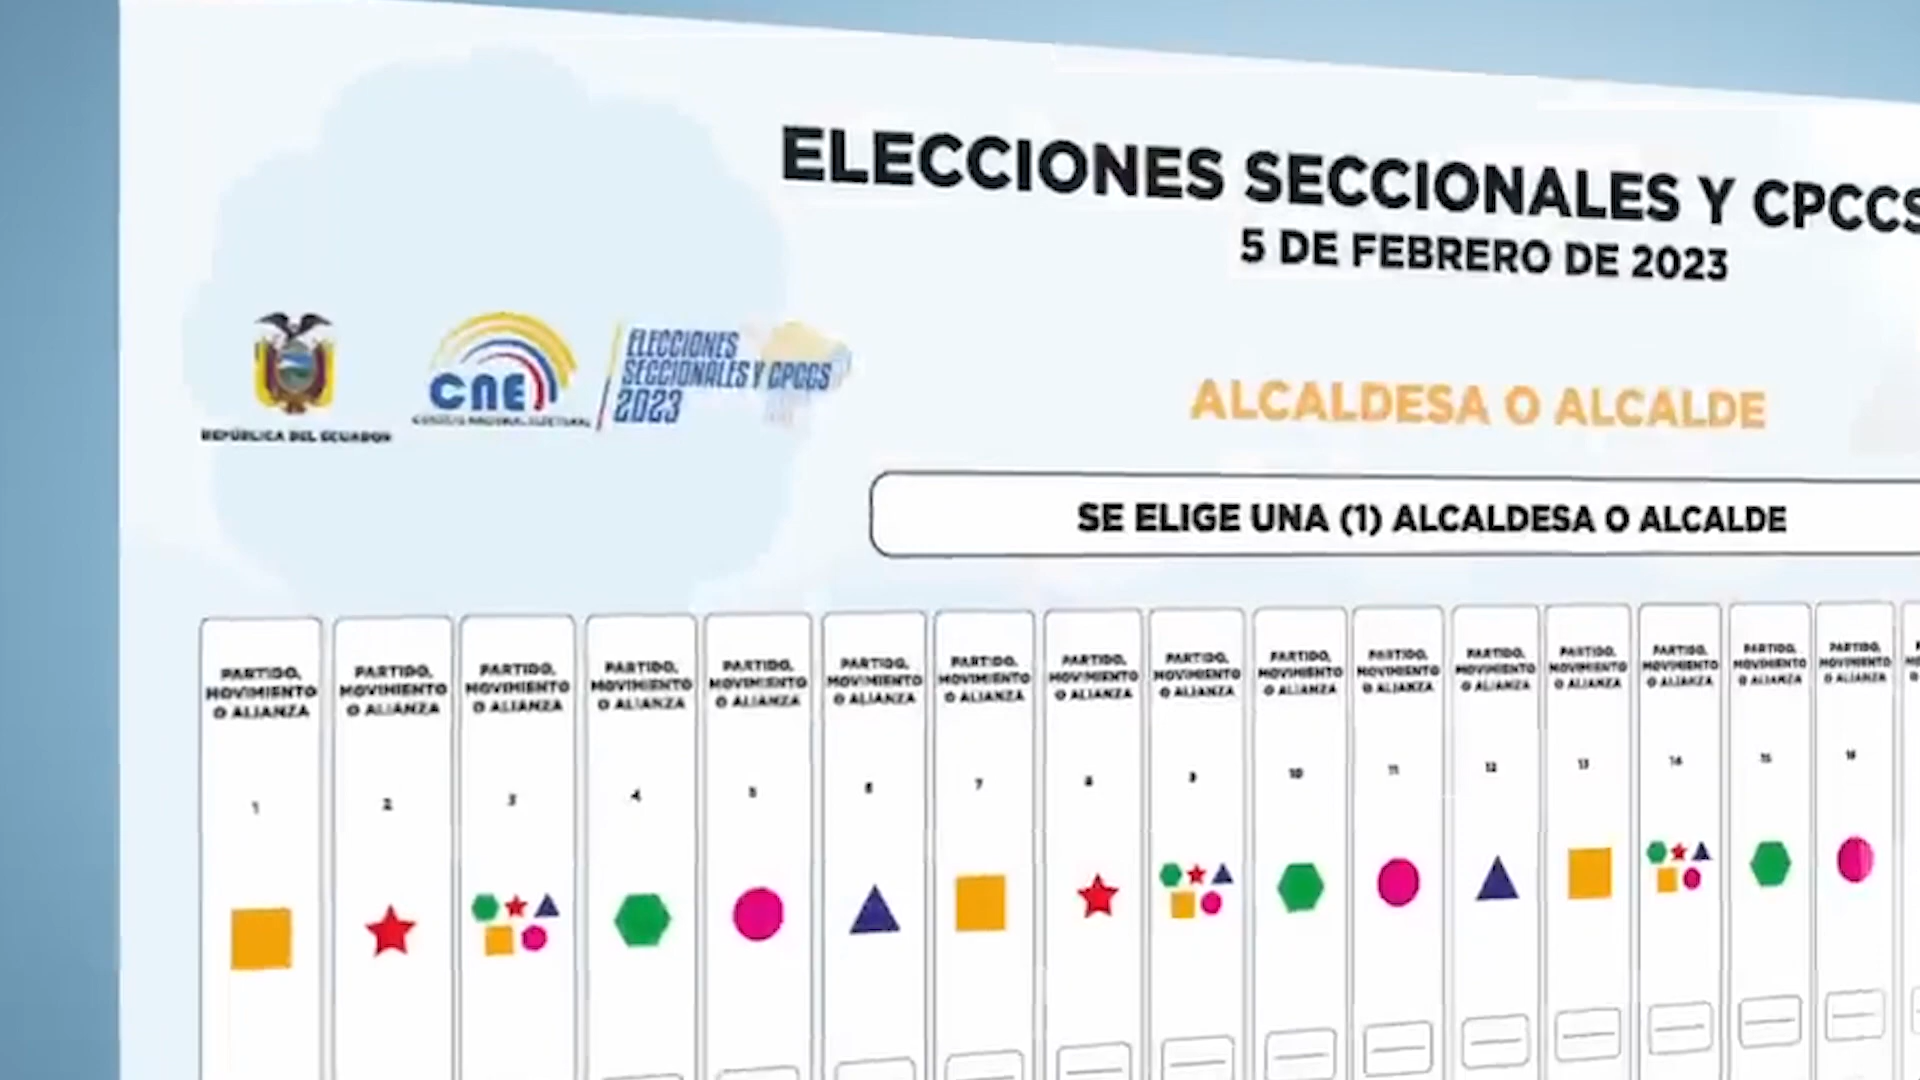 ELECCIONES SECCIONALES Y CPCCS
5 DE FEBRERO DE 2023
REPÚBLICA DEL ECUADOR
CNE
CONSEJO NACIONAL ELECTORAL
ELECCIONES
SECCIONALES Y CPCCS
2023
ALCALDESA O ALCALDE
SE ELIGE UNA (1) ALCALDESA O ALCALDE
PARTIDO,
MOVIMIENTO
O ALIANZA
1
PARTIDO,
MOVIMIENTO
O ALIANZA
2
PARTIDO,
MOVIMIENTO
O ALIANZA
3
PARTIDO,
MOVIMIENTO
O ALIANZA
4
PARTIDO,
MOVIMIENTO
O ALIANZA
5
PARTIDO,
MOVIMIENTO
O ALIANZA
6
PARTIDO,
MOVIMIENTO
O ALIANZA
7
PARTIDO,
MOVIMIENTO
O ALIANZA
8
PARTIDO,
MOVIMIENTO
O ALIANZA
9
PARTIDO,
MOVIMIENTO
O ALIANZA
10
PARTIDO,
MOVIMIENTO
O ALIANZA
11
PARTIDO,
MOVIMIENTO
O ALIANZA
12
PARTIDO,
MOVIMIENTO
O ALIANZA
13
PARTIDO,
MOVIMIENTO
O ALIANZA
14
PARTIDO,
MOVIMIENTO
O ALIANZA
15
PARTIDO,
MOVIMIENTO
O ALIANZA
16